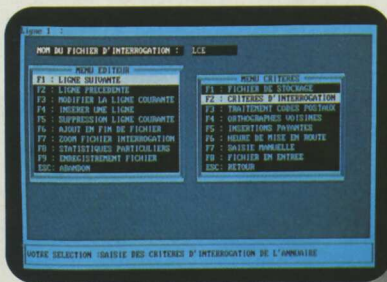 Ligne 1 :
NOM DU FICHIER D'INTERROGATION : LCE
MENU EDITEUR
F1 : LIGNE SUIVANTE
F2 : LIGNE PRECEDENTE
F3 : MODIFIER LA LIGNE COURANTE
F4 : INSERER UNE LIGNE
F5 : SUPPRESSION LIGNE COURANTE
F6 : AJOUT EN FIN DE FICHIER
F7 : ZOOM FICHIER INTERROGATION
F8 : STATISTIQUES PARTICULIERS
F9 : ENREGISTREMENT FICHIER
ESC: ABANDON
MENU CRITERES
F1 : FICHIER DE STOCKAGE
F2 : CRITERES D'INTERROGATION
F3 : TRAITEMENT CODES POSTAUX
F4 : ORTHOGRAPHES VOISINES
F5 : INSERTIONS PAYANTES
F6 : HEURE DE MISE EN ROUTE
F7 : SAISIE MANUELLE
F8 : FICHIER EN ENTREE
ESC: RETOUR
VOTRE SELECTION :SAISIE DES CRITERES D'INTERROGATION DE L'ANNUAIRE